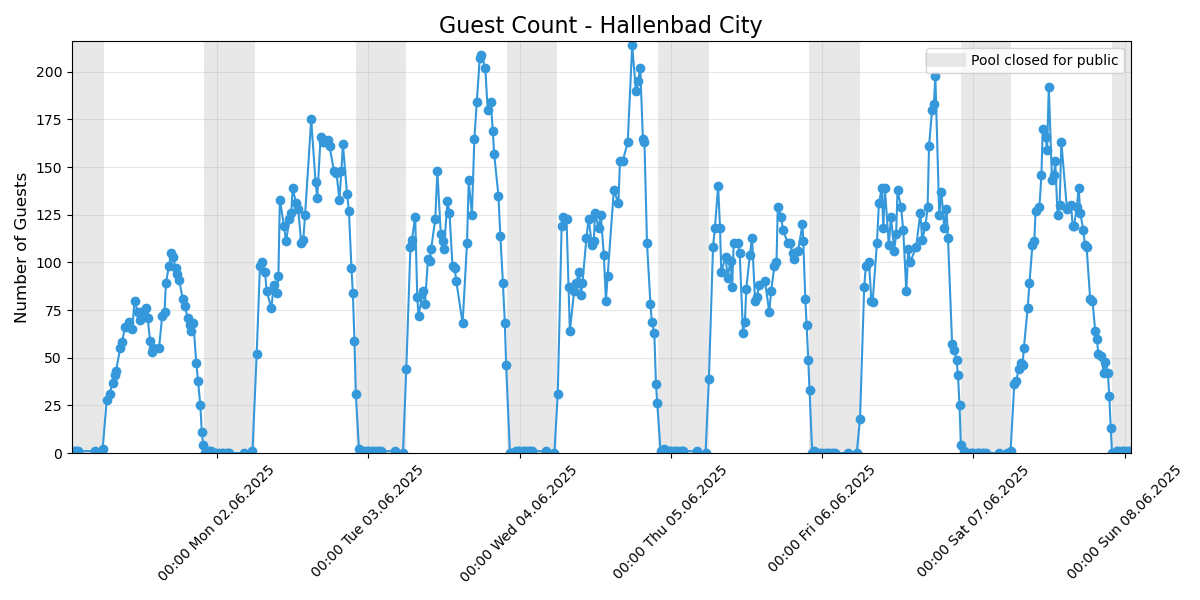 Guest Count - Hallenbad City
Pool closed for public
Number of Guests
200
175
150
125
100
75
50
25
0
00:00 Mon 02.06.2025
00:00 Tue 03.06.2025
00:00 Wed 04.06.2025
00:00 Thu 05.06.2025
00:00 Fri 06.06.2025
00:00 Sat 07.06.2025
00:00 Sun 08.06.2025